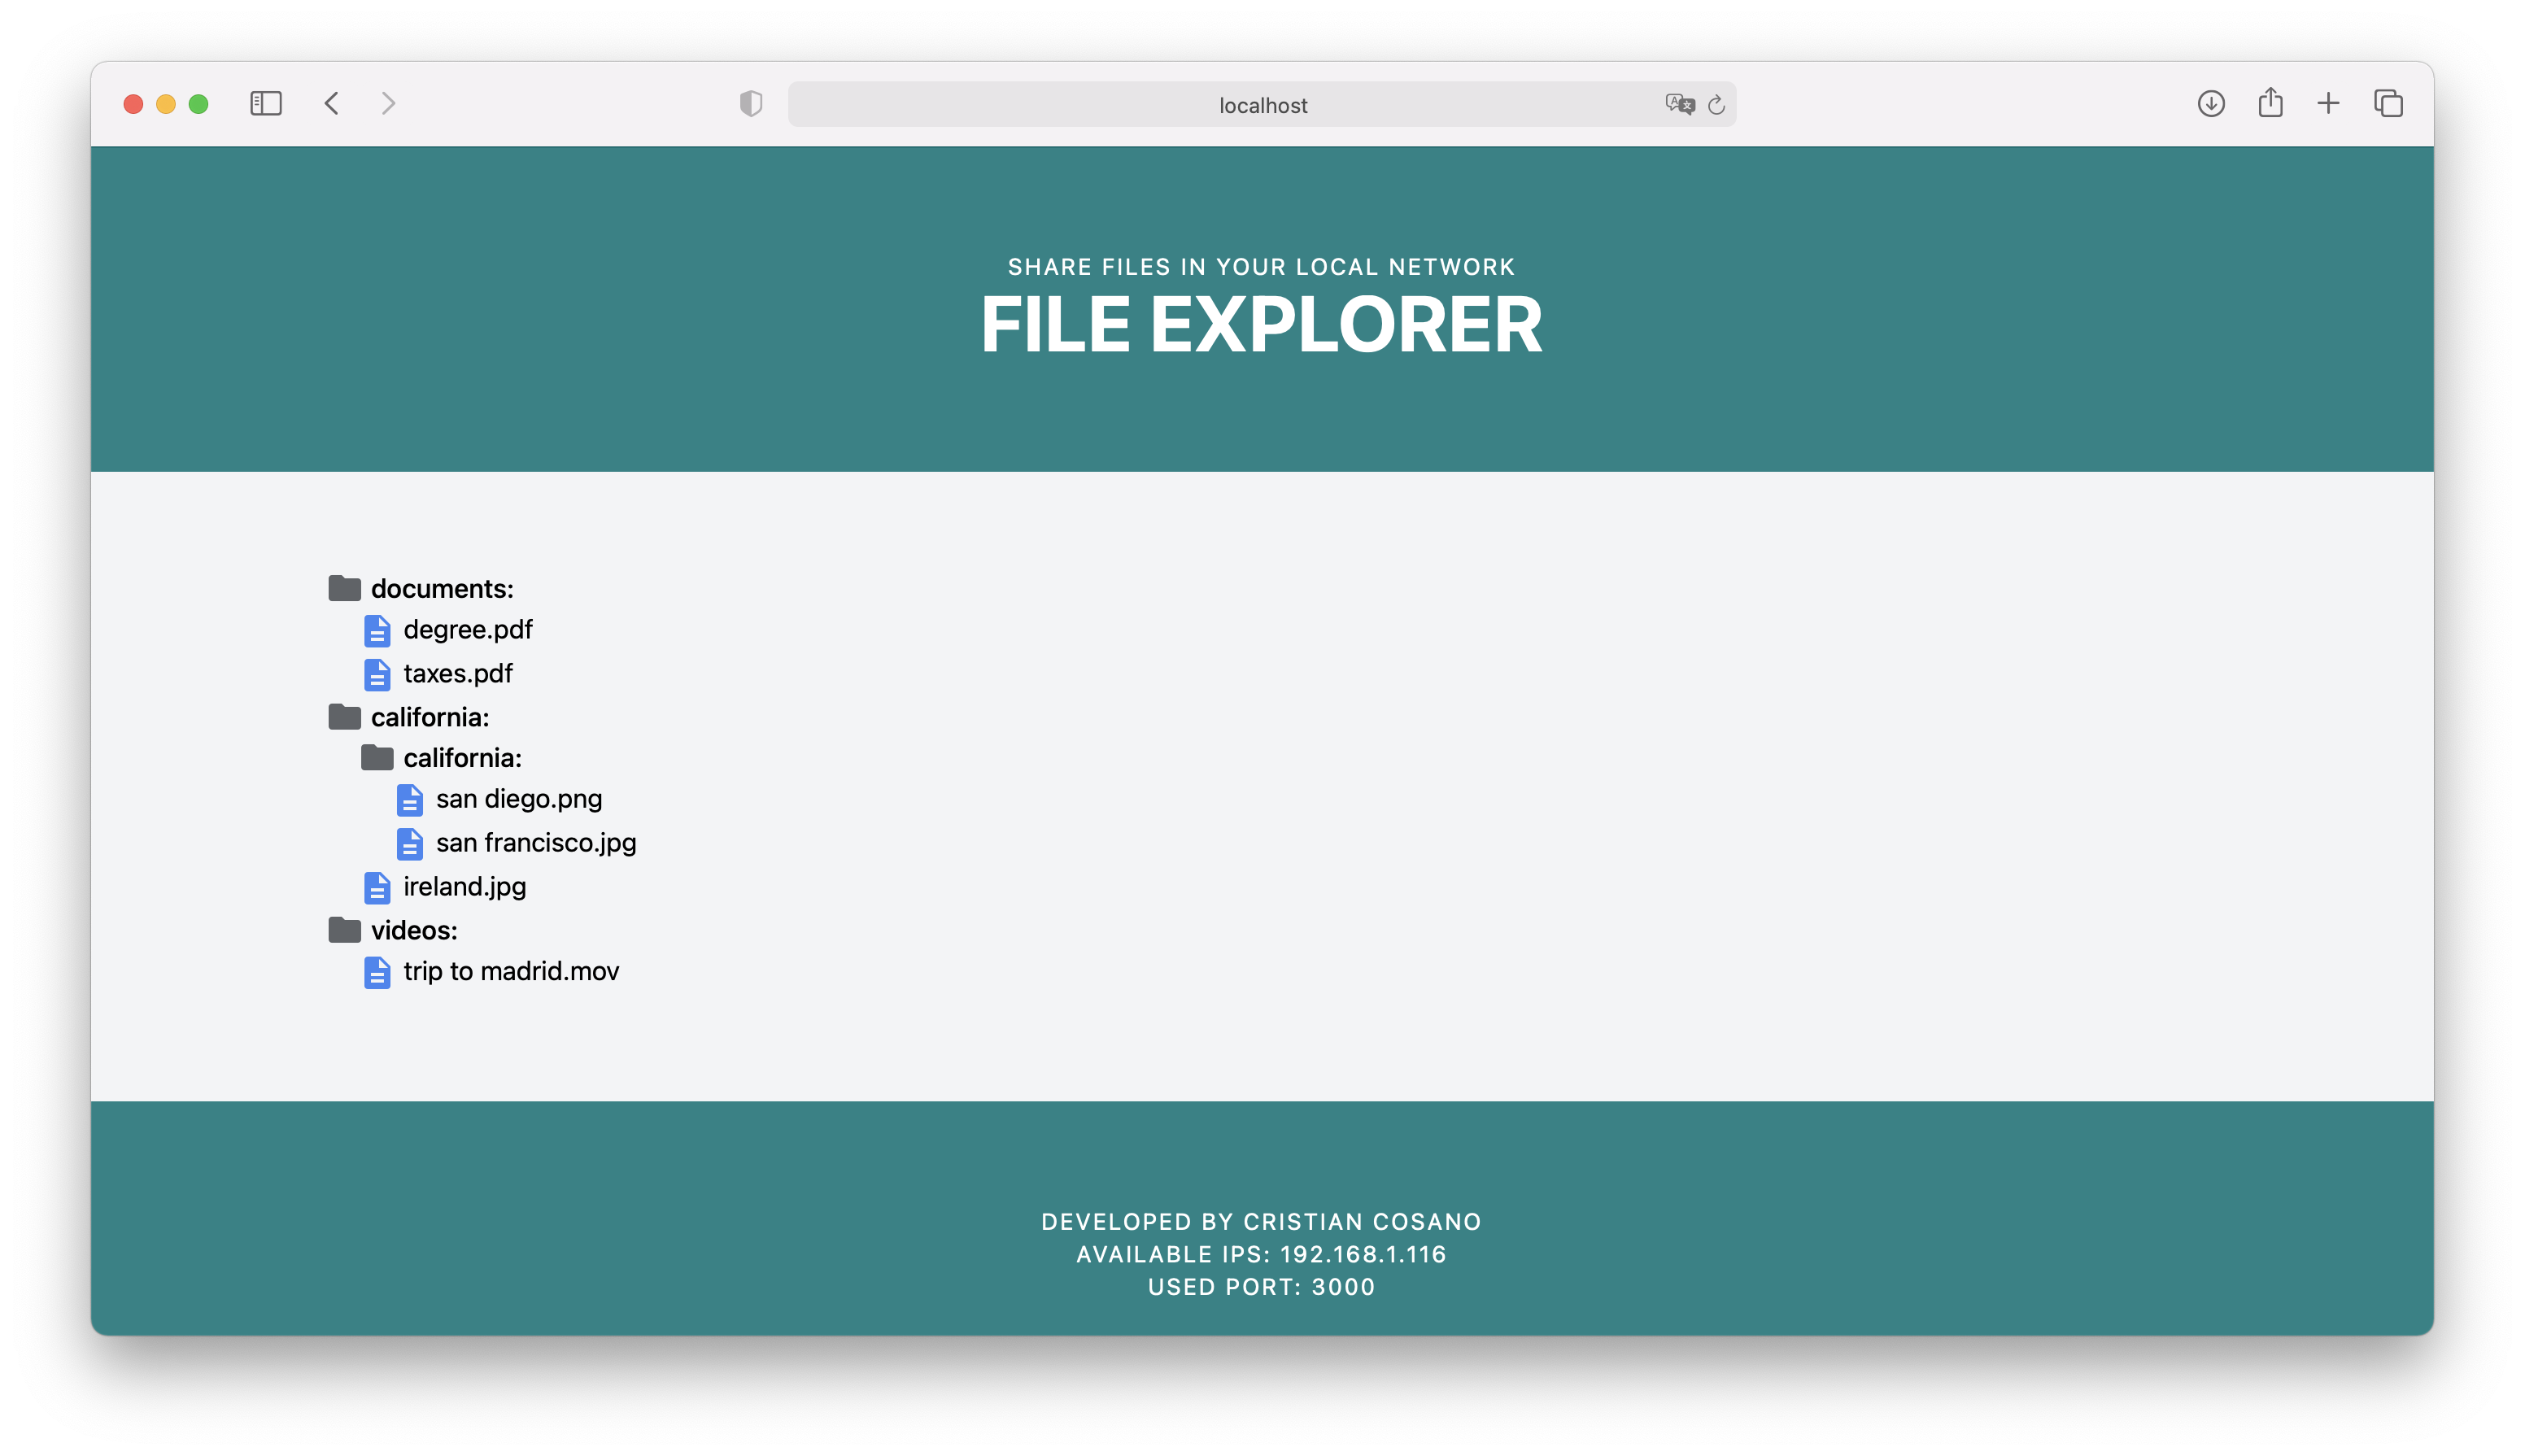 localhost
SHARE FILES IN YOUR LOCAL NETWORK
FILE EXPLORER
documents:
degree.pdf
taxes.pdf
california:
california:
san diego.png
san francisco.jpg
ireland.jpg
videos:
trip to madrid.mov
DEVELOPED BY CRISTIAN COSANO
AVAILABLE IPS: 192.168.1.116
USED PORT: 3000